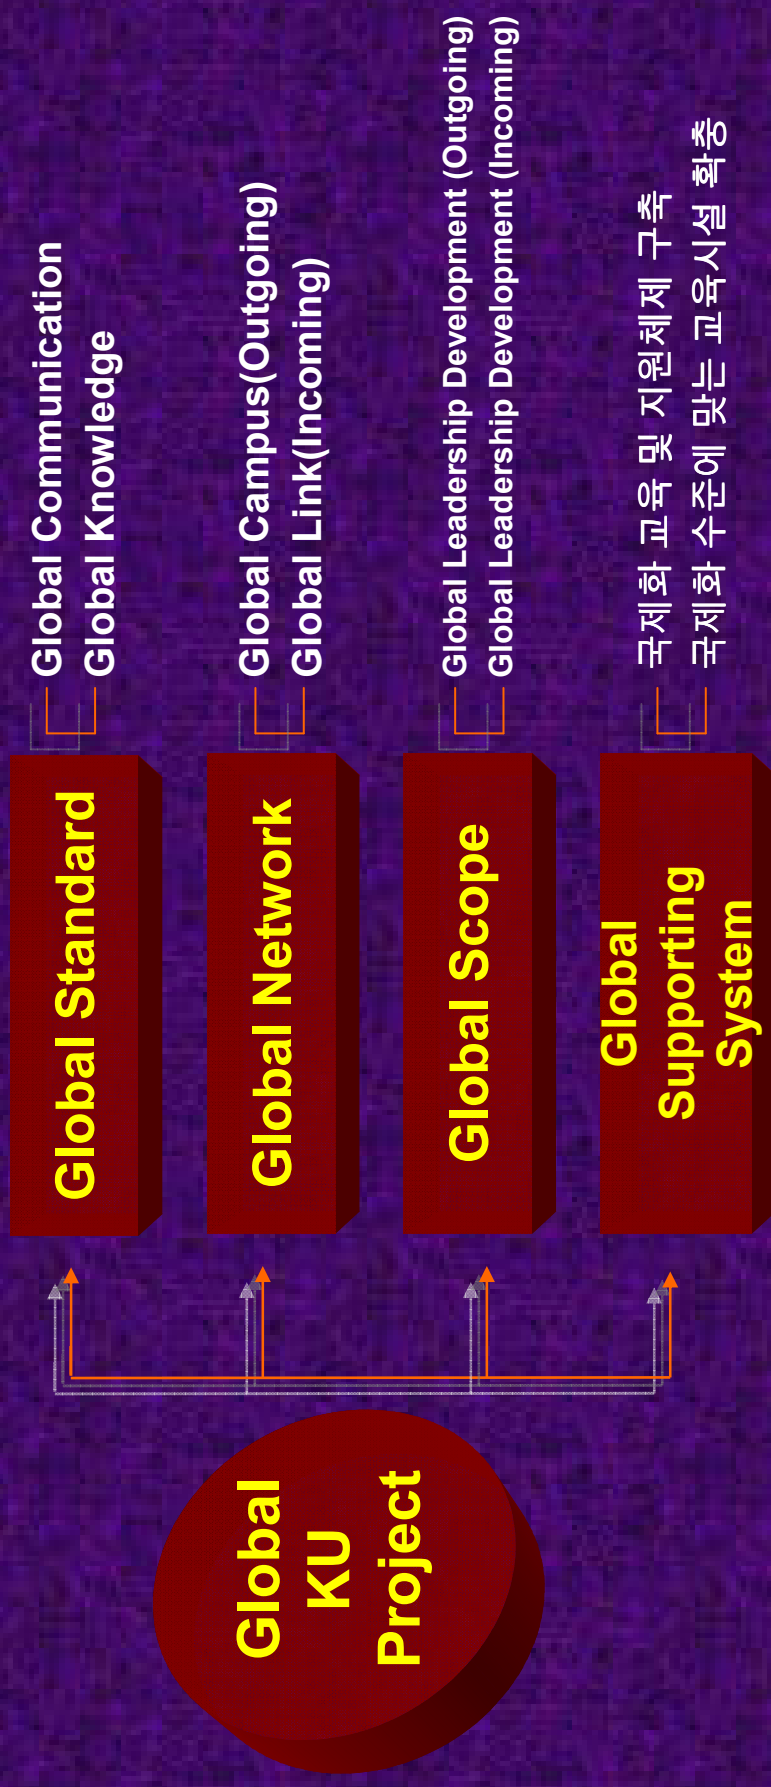 Global
KU
Project
Global Standard
Global Communication
Global Knowledge
Global Network
Global Campus(Outgoing)
Global Link(Incoming)
Global Scope
Global Leadership Development (Outgoing)
Global Leadership Development (Incoming)
Global
Supporting
System
국제화 교육 및 지원체제 구축
국제화 수준에 맞는 교육시설 확충